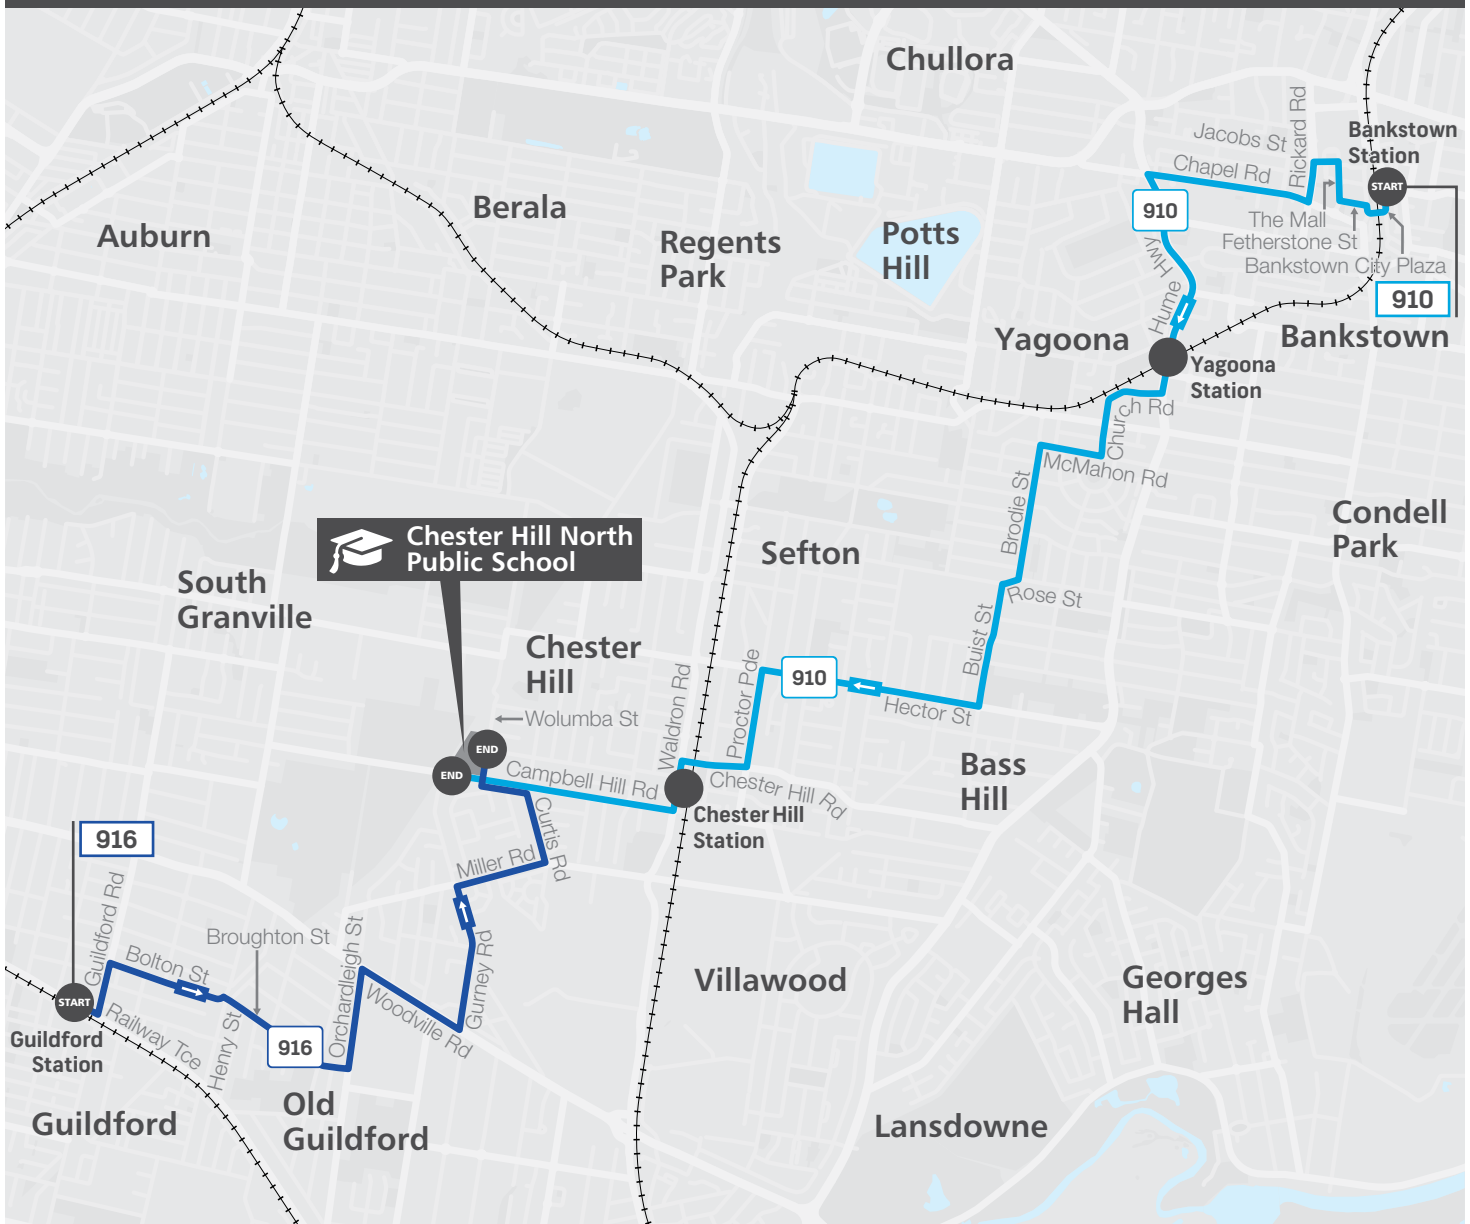 Chullora
Rickard Rd
Jacobs St
Bankstown
Station
Chapel Rd
START
Berala
910
The Mall
Auburn
Regents
Park
Potts
Hill
Fetherstone St
Bankstown City Plaza
Hume Hwy
910
Yagoona
Bankstown
Yagoona
Station
Church Rd
McMahon Rd
Brodie St
Condell
Park
Chester Hill North
Public School
Sefton
South
Granville
Rose St
Buist St
Chester
Hill
Waldron Rd
Proctor Pde
910
Hector St
Wolumba St
END
END
Campbell Hill Rd
Chester Hill Rd
Bass
Hill
Chester Hill
Station
916
Curtis Rd
Miller Rd
Guildford Rd
Broughton St
Bolton St
Orchardleigh St
Gurney Rd
Villawood
Georges
Hall
START
Woodville Rd
Railway Tce
Henry St
916
Guildford
Station
Guildford
Old
Guildford
Lansdowne